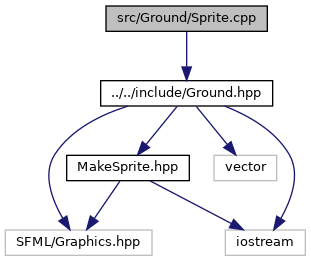 src/Ground/Sprite.cpp
../../include/Ground.hpp
MakeSprite.hpp
vector
SFML/Graphics.hpp
iostream